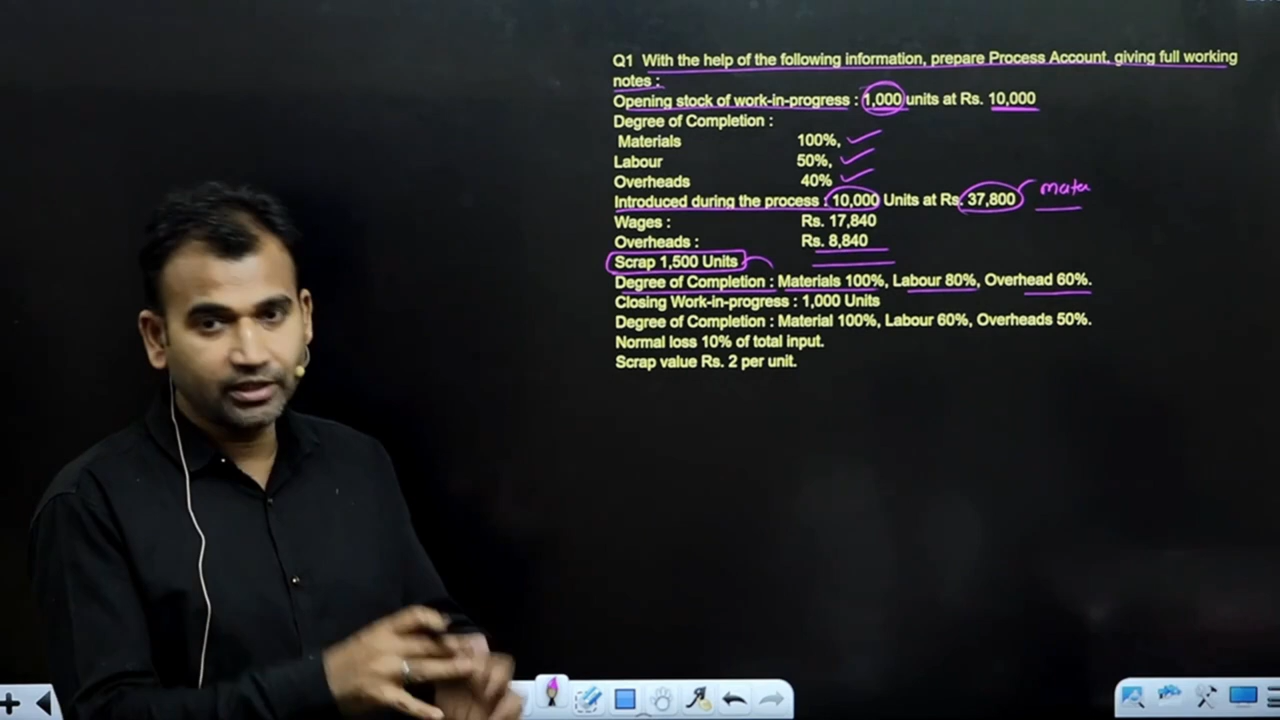 Q1 With the help of the following information, prepare Process Account, giving full working
notes :
Opening stock of work-in-progress : 1,000 units at Rs. 10,000
Degree of Completion :
Materials 100%,
Labour 50%,
Overheads 40%
Introduced during the process : 10,000 Units at Rs. 37,800 mate
Wages : Rs. 17,840
Overheads : Rs. 8,840
Scrap 1,500 Units
Degree of Completion : Materials 100%, Labour 80%, Overhead 60%.
Closing Work-in-progress : 1,000 Units
Degree of Completion : Material 100%, Labour 60%, Overheads 50%.
Normal loss 10% of total input.
Scrap value Rs. 2 per unit.